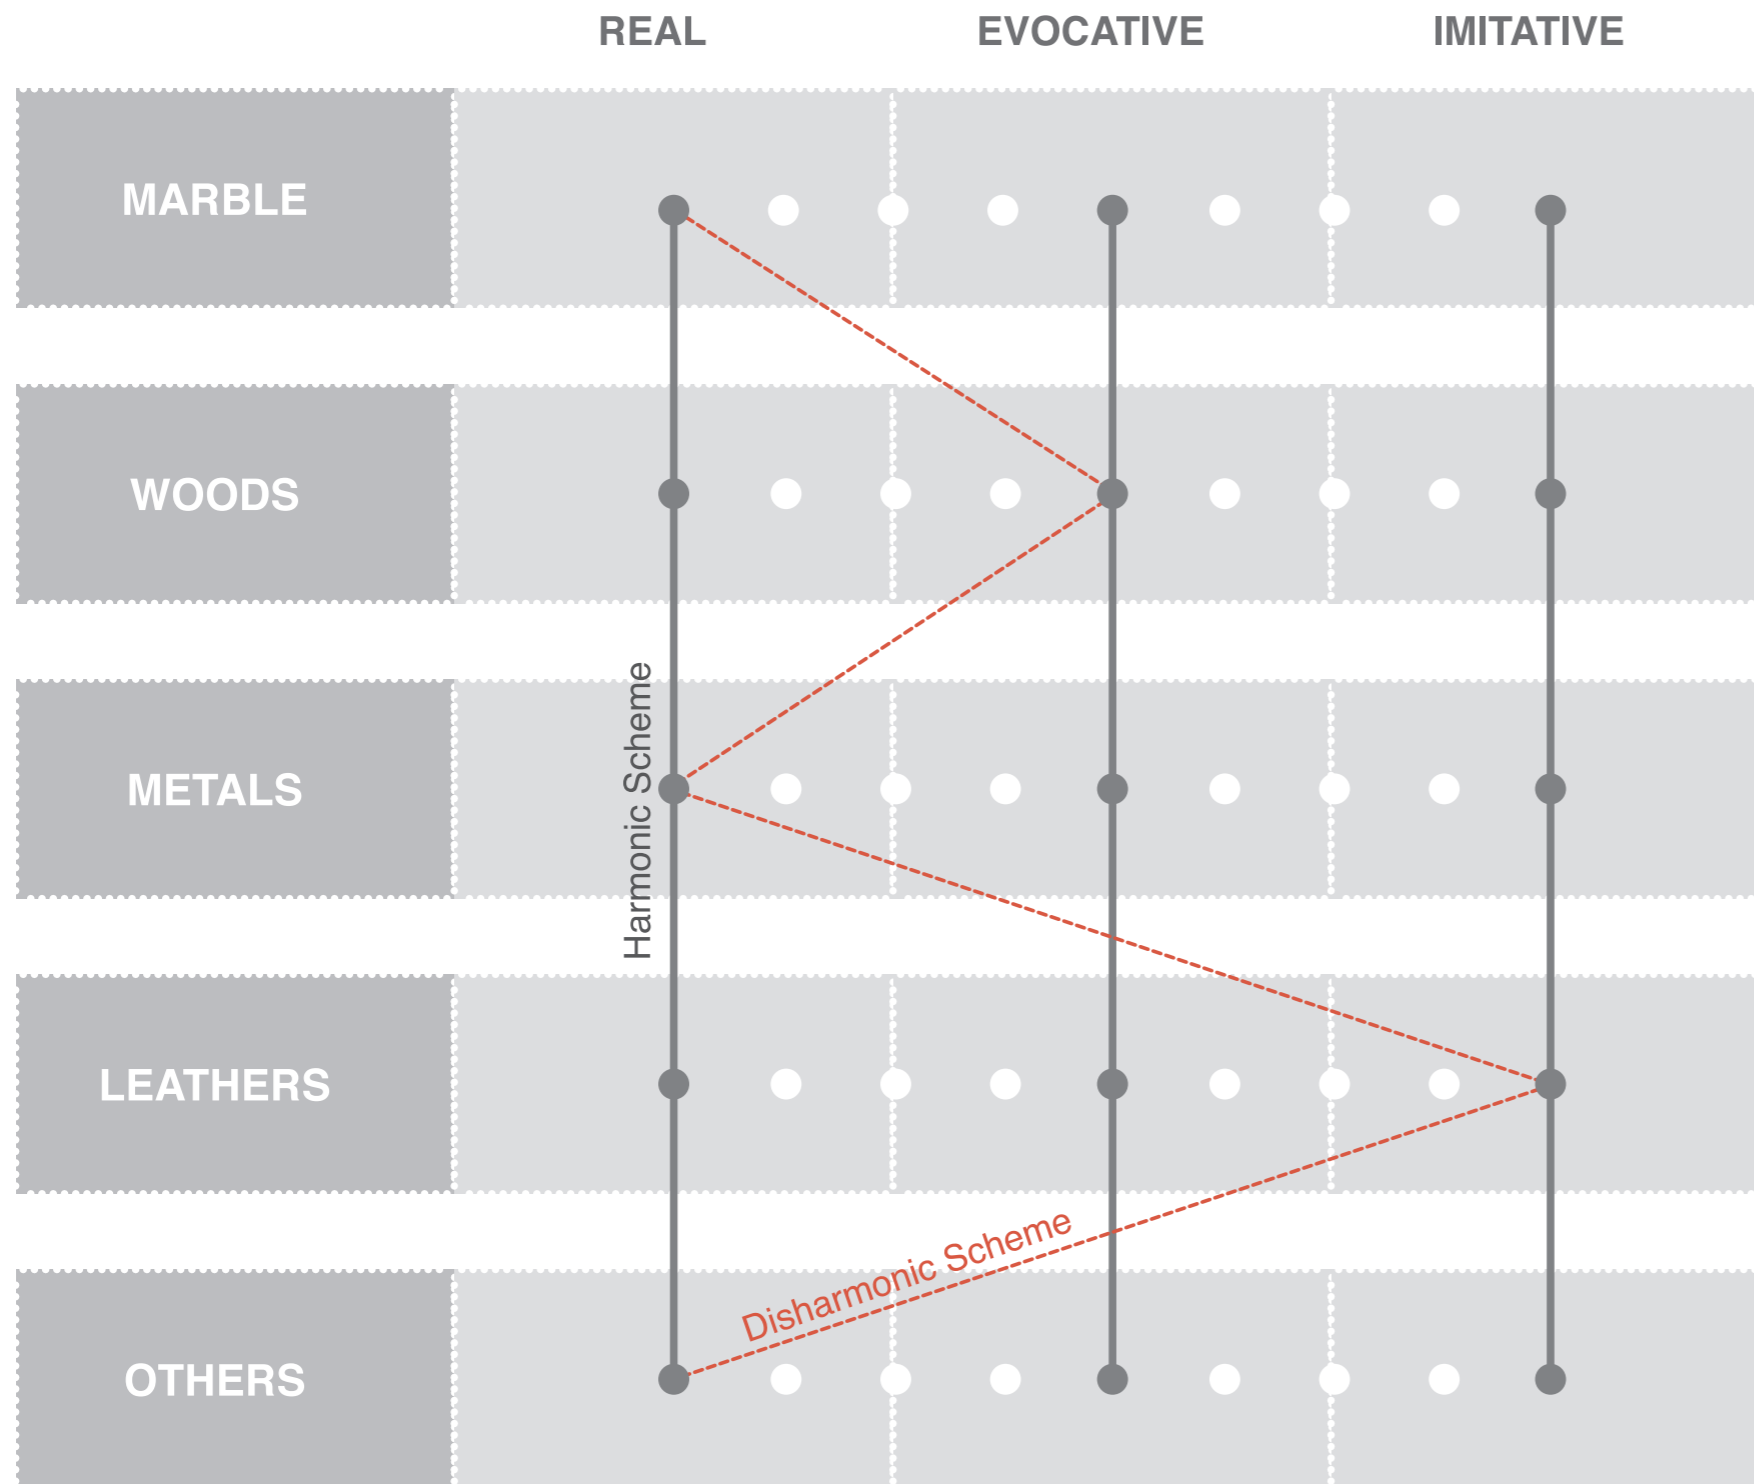 REAL
EVOCATIVE
IMITATIVE
MARBLE
WOODS
METALS
Harmonic Scheme
LEATHERS
Disharmonic Scheme
OTHERS